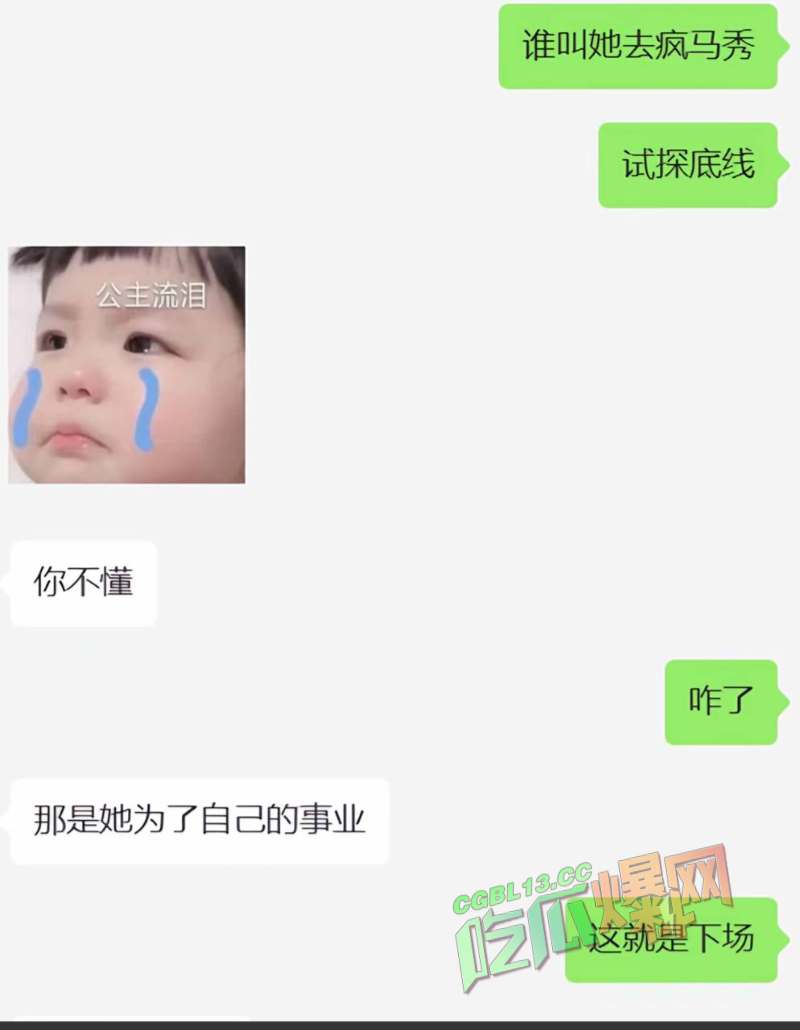 谁叫她去疯马秀
试探底线
公主流泪
你不懂
咋了
那是她为了自己的事业
CGBL13.CC
吃瓜爆网
这就是下场